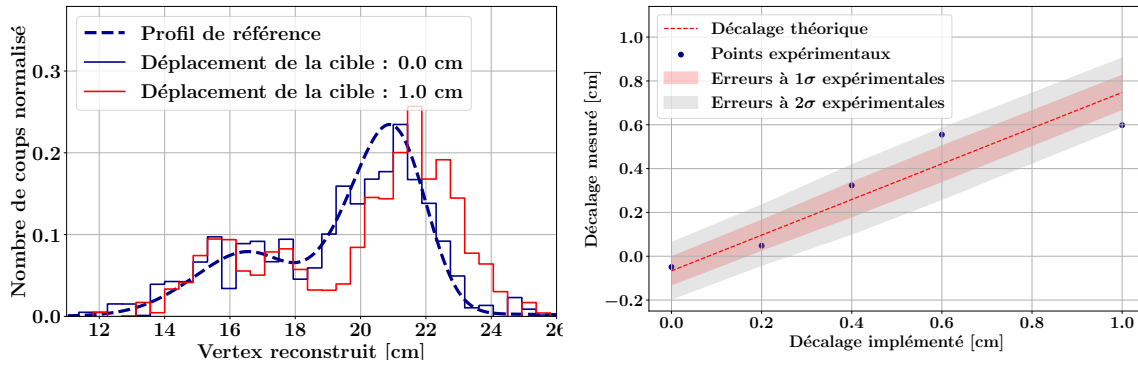 Nombre de coups normalisé
0.3
0.2
0.1
0.0
Profil de référence
Déplacement de la cible : 0.0 cm
Déplacement de la cible : 1.0 cm
12 14 16 18 20 22 24 26
Vertex reconstruit [cm]
Décalage mesuré [cm]
1.0
0.8
0.6
0.4
0.2
0.0
−0.2
Décalage théorique
Points expérimentaux
Erreurs à 1σ expérimentales
Erreurs à 2σ expérimentales
0.0 0.2 0.4 0.6 0.8 1.0
Décalage implémenté [cm]